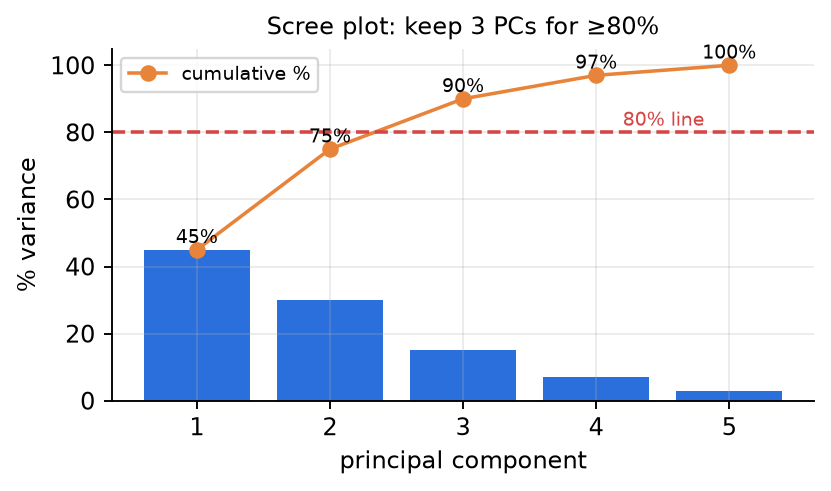 Scree plot: keep 3 PCs for ≥80%
cumulative %
100%
97%
90%
80% line
75%
45%
% variance
100
80
60
40
20
0
1 2 3 4 5
principal component